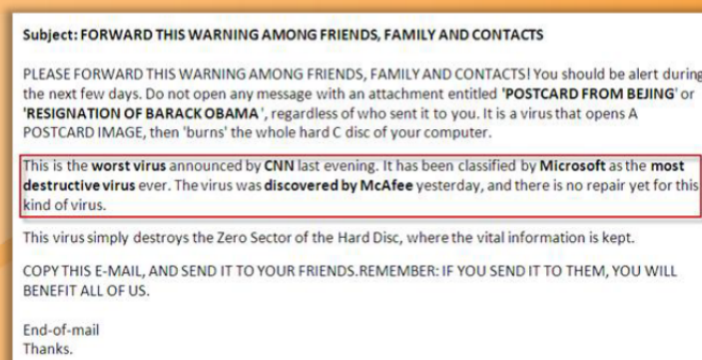 Subject: FORWARD THIS WARNING AMONG FRIENDS, FAMILY AND CONTACTS
PLEASE FORWARD THIS WARNING AMONG FRIENDS, FAMILY AND CONTACTS! You should be alert during
the next few days. Do not open any message with an attachment entitled 'POSTCARD FROM BEJING' or
'RESIGNATION OF BARACK OBAMA', regardless of who sent it to you. It is a virus that opens A
POSTCARD IMAGE, then 'burns' the whole hard C disc of your computer.
This is the worst virus announced by CNN last evening. It has been classified by Microsoft as the most
destructive virus ever. The virus was discovered by McAfee yesterday, and there is no repair yet for this
kind of virus.
This virus simply destroys the Zero Sector of the Hard Disc, where the vital information is kept.
COPY THIS E-MAIL, AND SEND IT TO YOUR FRIENDS.REMEMBER: IF YOU SEND IT TO THEM, YOU WILL
BENEFIT ALL OF US.
End-of-mail
Thanks.